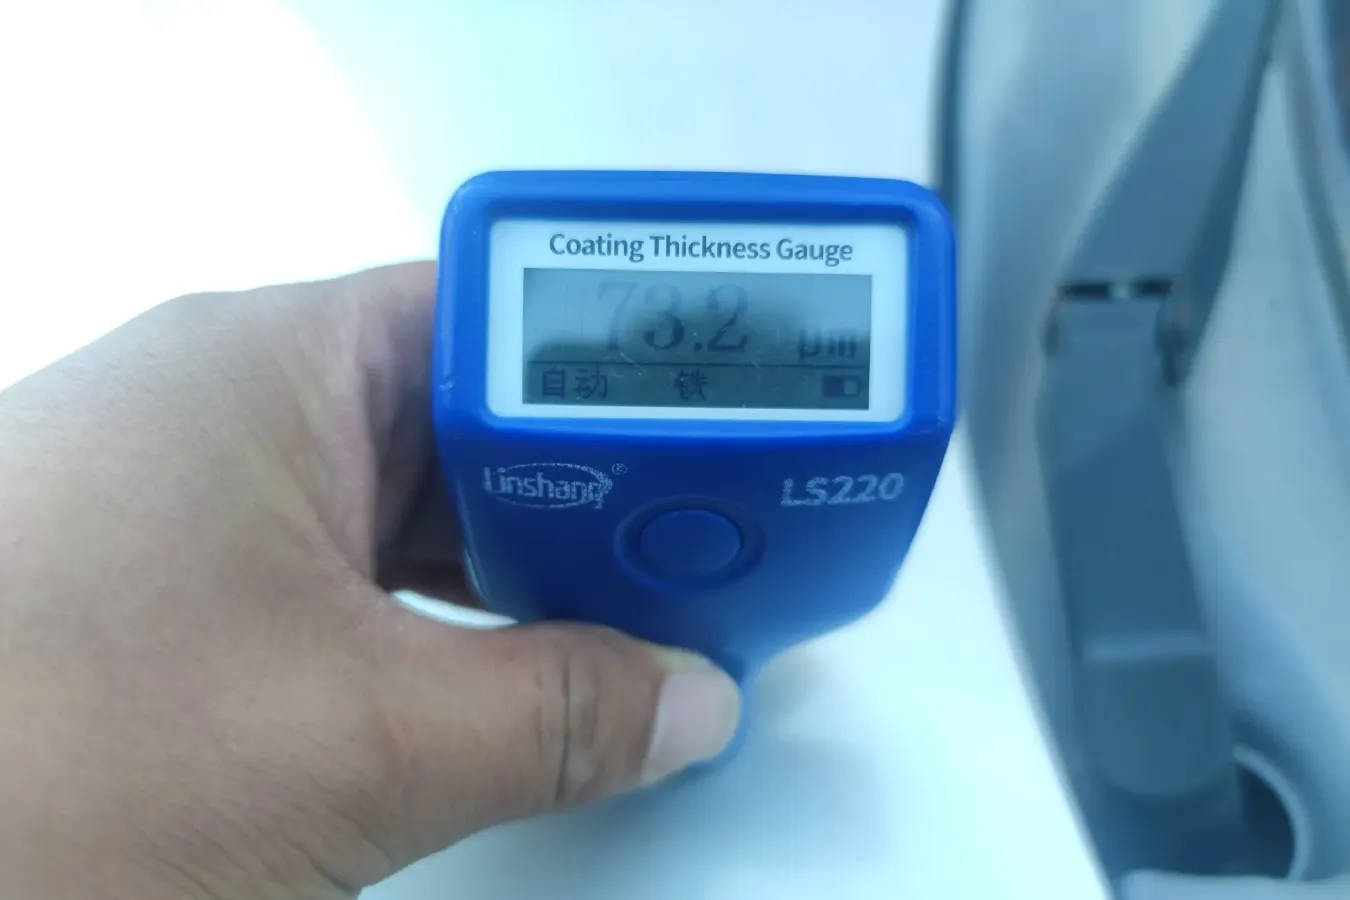 Coating Thickness Gauge
73.2 μm
自动 铁
Linshang® LS220